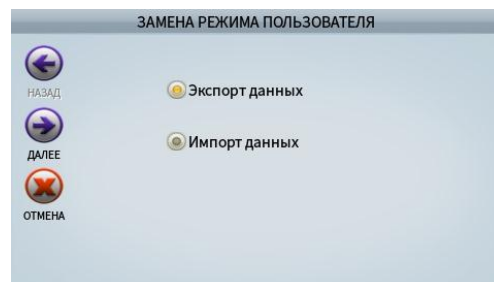 ЗАМЕНА РЕЖИМА ПОЛЬЗОВАТЕЛЯ
НАЗАД
Экспорт данных
ДАЛЕЕ
Импорт данных
ОТМЕНА